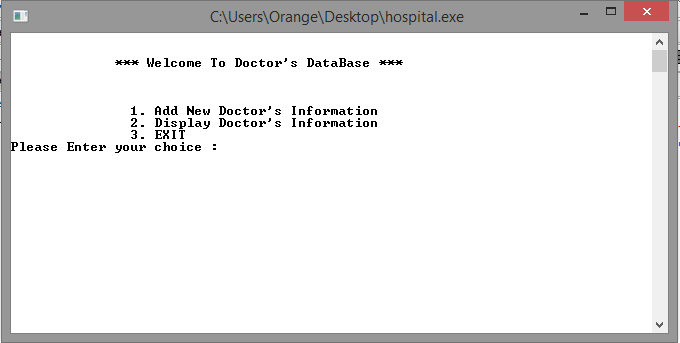 C:\Users\Orange\Desktop\hospital.exe
*** Welcome To Doctor's DataBase ***
1. Add New Doctor's Information
2. Display Doctor's Information
3. EXIT
Please Enter your choice :